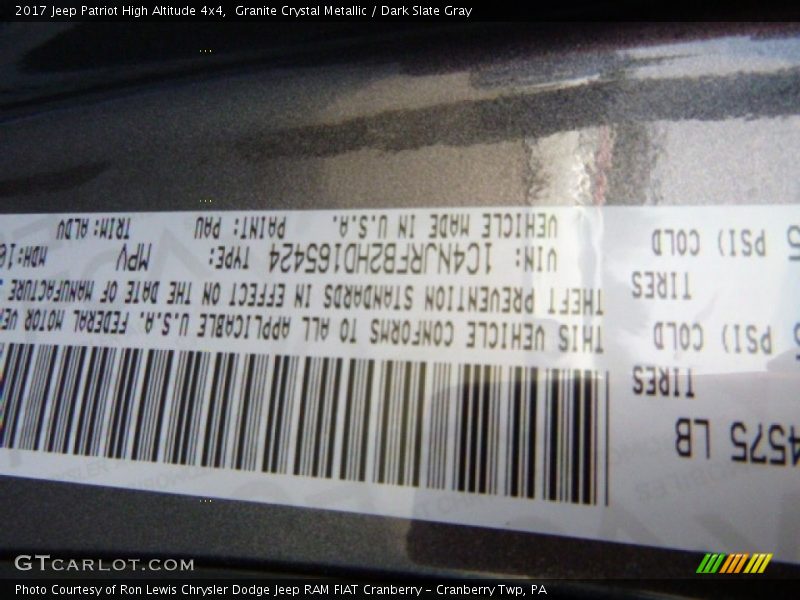 2017 Jeep Patriot High Altitude 4x4,  Granite Crystal Metallic / Dark Slate Gray
4575 LB
TIRES
PSI) COLD
TIRES
PSI) COLD
THIS VEHICLE CONFORMS TO ALL APPLICABLE U.S.A. FEDERAL MOTOR
THEFT PREVENTION STANDARDS IN EFFECT ON THE DATE OF MANUFACTURE
VIN: 1C4NJRFB2HD165424 TYPE: MPV MDH:
VEHICLE MADE IN U.S.A. PAINT: PAU TRIM: ALDV
GTCARLOT.COM
Photo Courtesy of Ron Lewis Chrysler Dodge Jeep RAM FIAT Cranberry – Cranberry Twp, PA